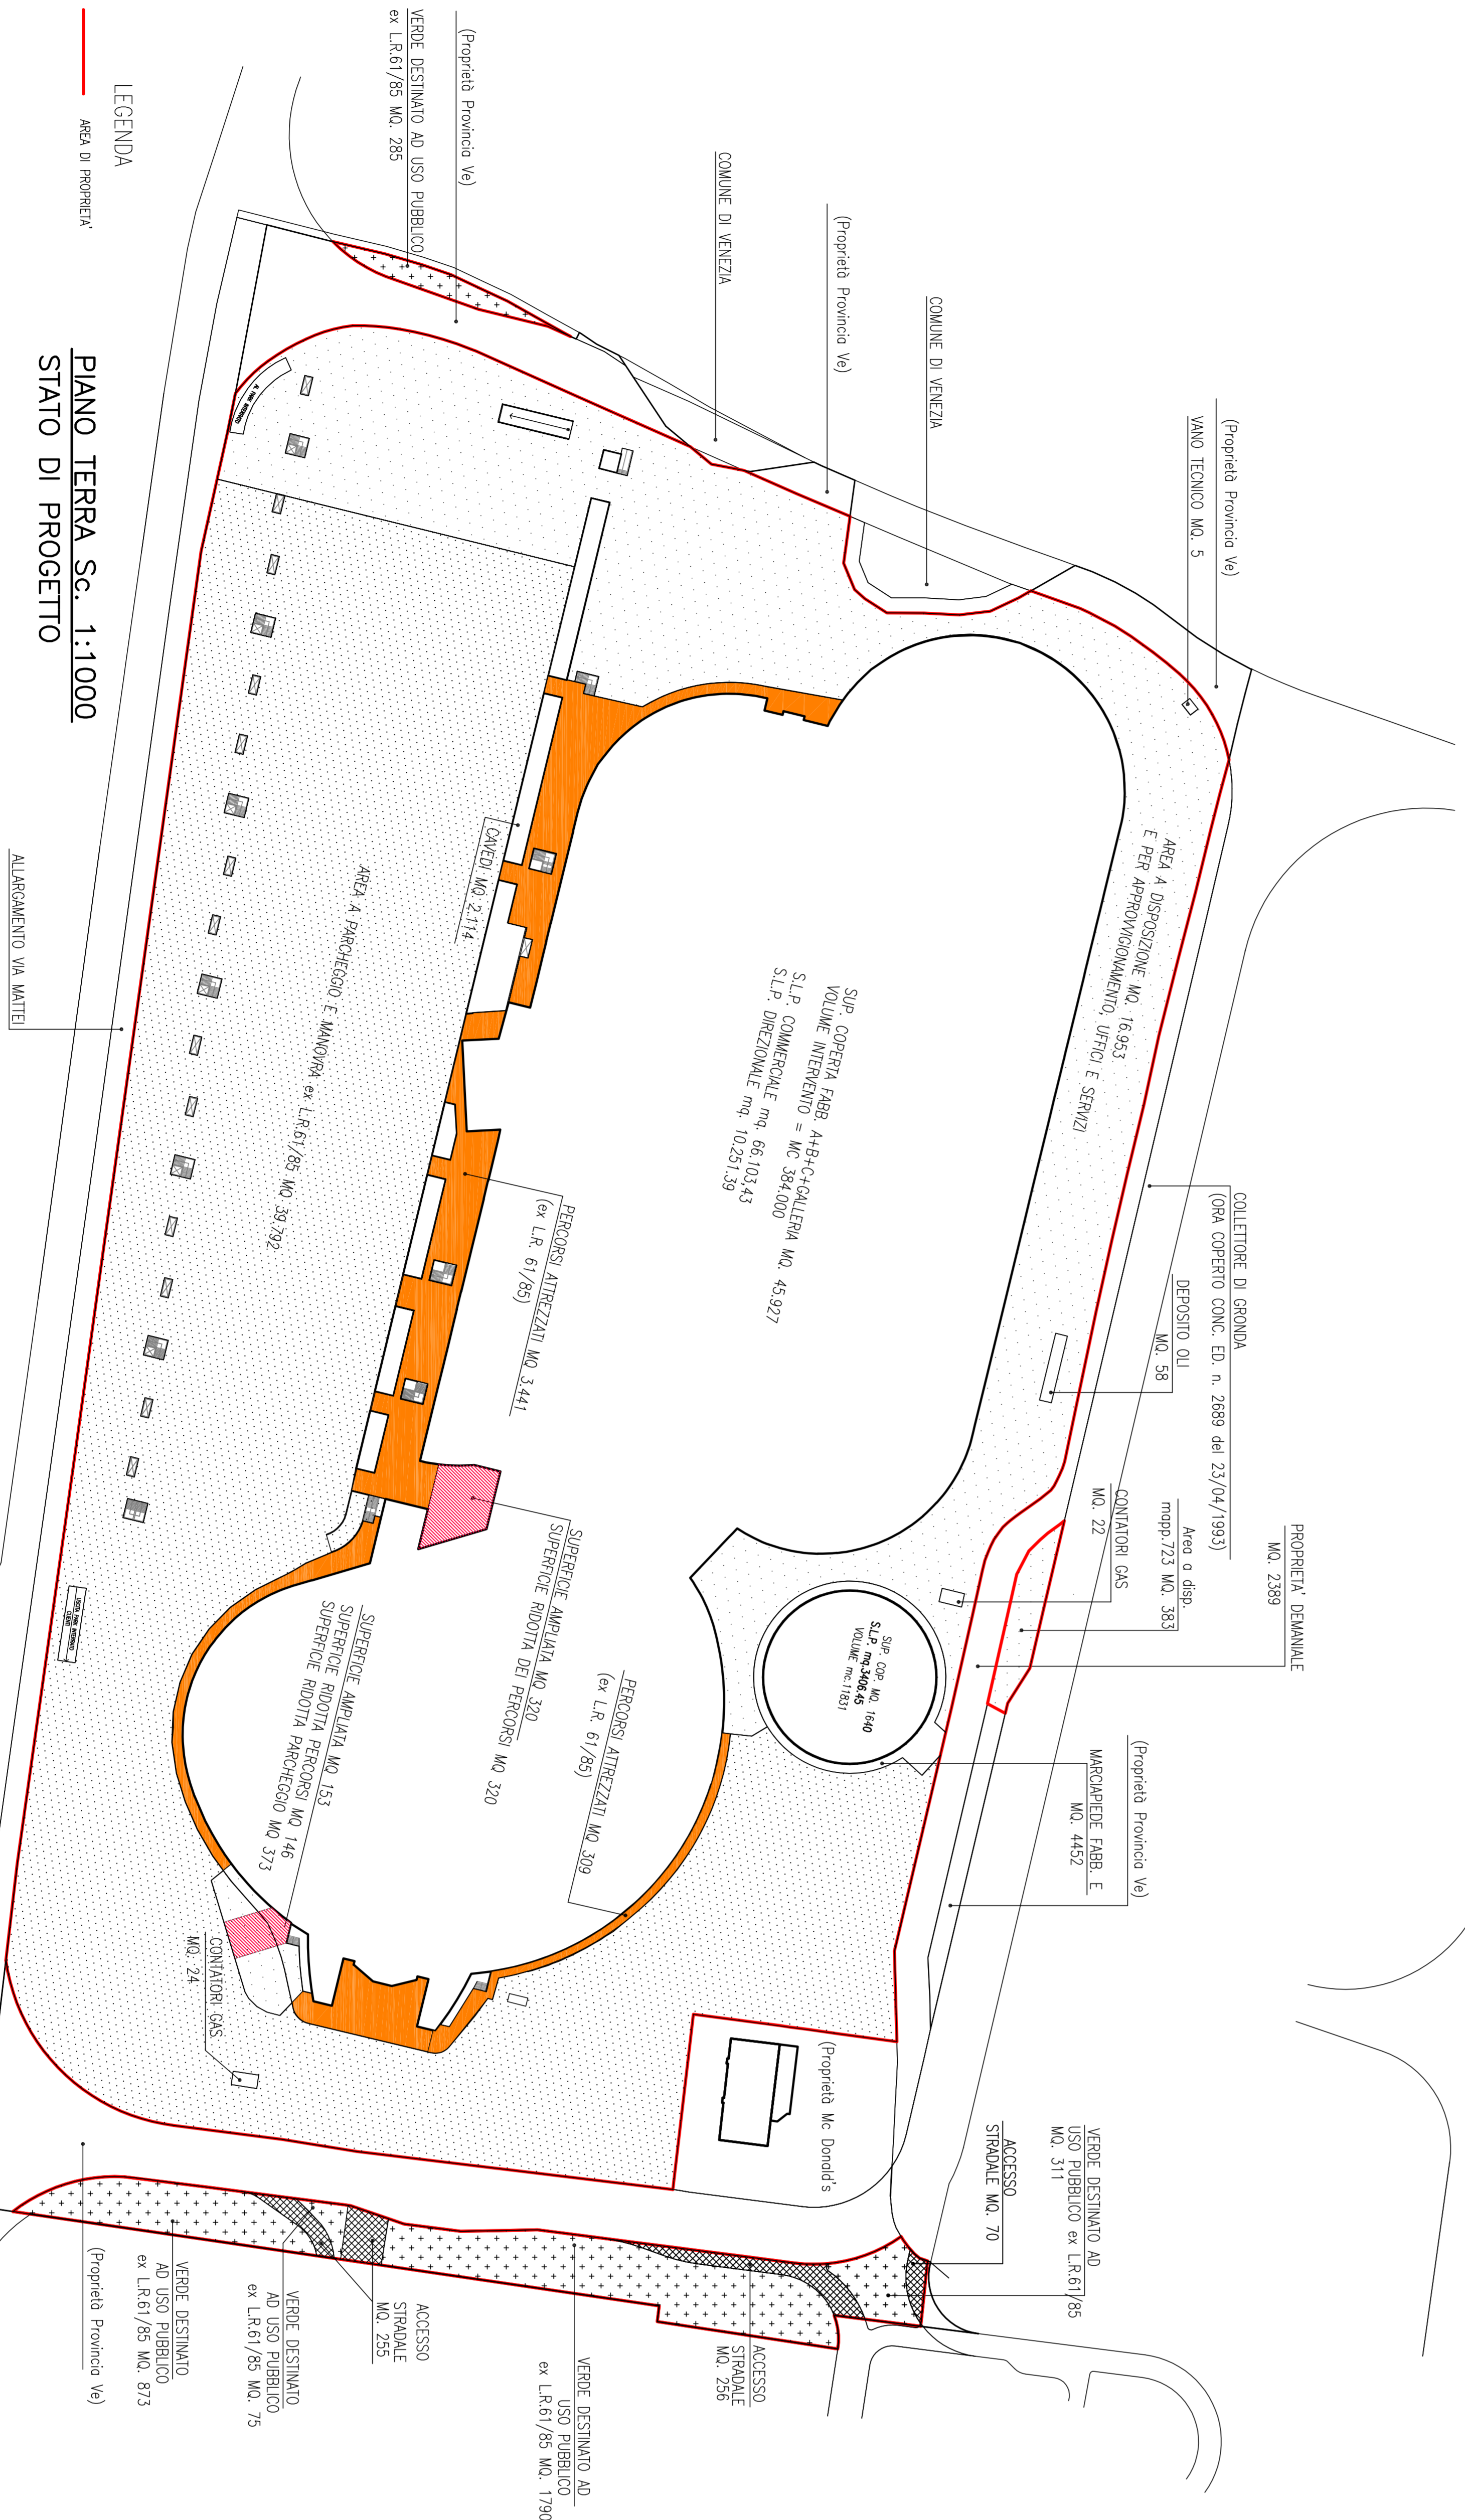 (Proprietà Provincia Ve)
VERDE DESTINATO AD USO PUBBLICO
ex L.R.61/85 MQ. 285
COMUNE DI VENEZIA
(Proprietà Provincia Ve)
COMUNE DI VENEZIA
(Proprietà Provincia Ve)
VANO TECNICO MQ. 5
AREA A DISPOSIZIONE MQ. 16.953
E PER APPROVVIGIONAMENTO, UFFICI E SERVIZI
COLLETTORE DI GRONDA
(ORA COPERTO CONC. ED. n. 2689 del 23/04/1993)
DEPOSITO OLI
MQ. 58
PROPRIETA' DEMANIALE
MQ. 2389
Area a disp.
mapp.723 MQ. 383
CONTATORI GAS
MQ. 22
SUP. COPERTA FABB. A+B+C+GALLERIA MQ. 45.927
VOLUME INTERVENTO = MC 384.000
S.L.P. COMMERCIALE mq. 66.103,43
S.L.P. DIREZIONALE mq. 10.251.39
SUP. COP. MQ. 1640
S.L.P. mq.3406.45
VOLUME mc.11831
(Proprietà Provincia Ve)
MARCIAPIEDE FABB. E
MQ. 4452
CAVEDI MQ 2.114
PERCORSI ATTREZZATI MQ 3.441
(ex L.R. 61/85)
AREA A PARCHEGGIO E MANOVRA ex L.R.61/85 MQ 39.792
SUPERFICIE AMPLIATA MQ 320
SUPERFICIE RIDOTTA DEI PERCORSI MQ 320
PERCORSI ATTREZZATI MQ 309
(ex L.R. 61/85)
SUPERFICIE AMPLIATA MQ 153
SUPERFICIE RIDOTTA PERCORSI MQ 146
SUPERFICIE RIDOTTA PARCHEGGIO MQ 373
CONTATORI GAS
MQ. 24
(Proprietà Mc Donald's
VERDE DESTINATO AD
USO PUBBLICO ex L.R.61/85
MQ. 311
ACCESSO
STRADALE MQ. 70
ACCESSO
STRADALE
MQ. 256
VERDE DESTINATO AD
USO PUBBLICO
ex L.R.61/85 MQ. 1790
ACCESSO
STRADALE
MQ. 255
VERDE DESTINATO
AD USO PUBBLICO
ex L.R.61/85 MQ. 75
VERDE DESTINATO
AD USO PUBBLICO
ex L.R.61/85 MQ. 873
(Proprietà Provincia Ve)
USCITA PARK INTERRATO
CLIENTI
AL PARK INTERRATO
ALLARGAMENTO VIA MATTEI
LEGENDA
AREA DI PROPRIETA'
PIANO TERRA Sc. 1:1000
STATO DI PROGETTO